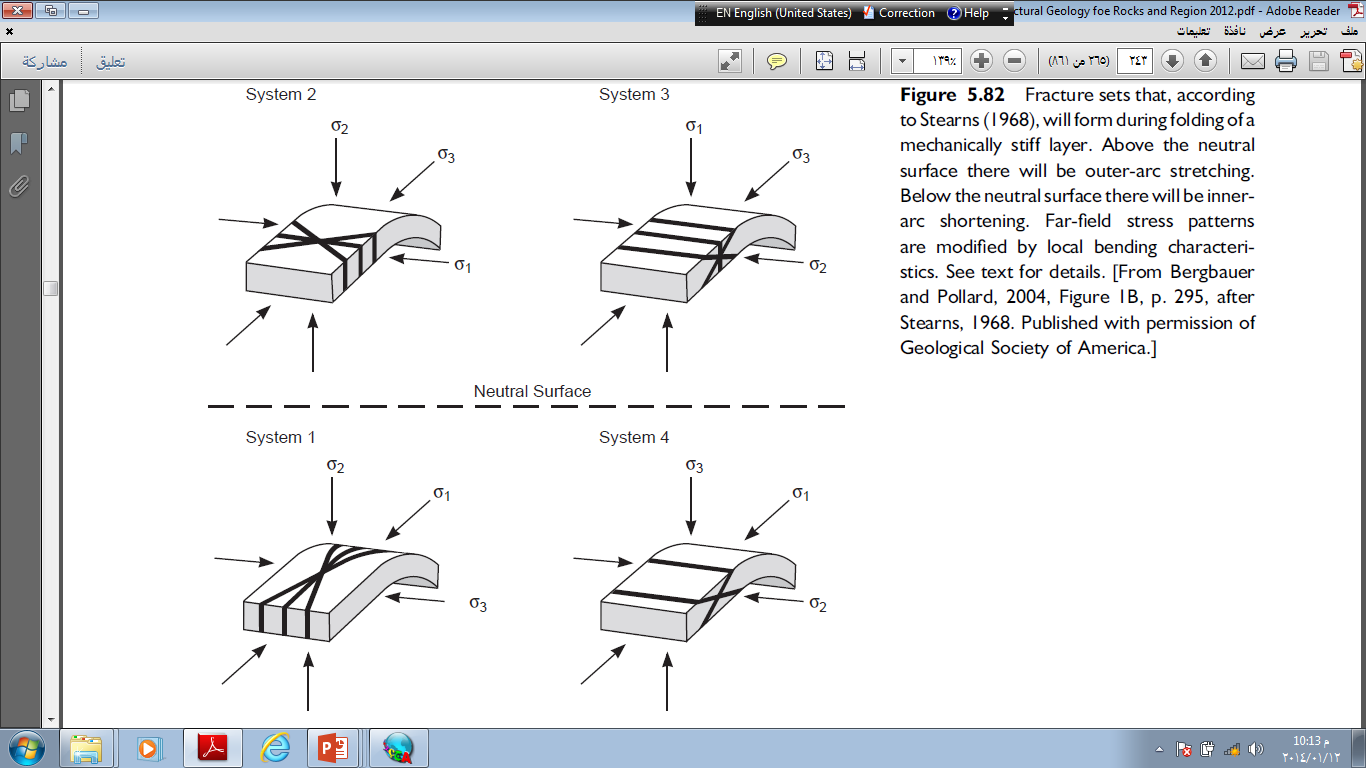 EN English (United States) Correction Help
ctural Geology foe Rocks and Region 2012.pdf - Adobe Reader
ملف تحرير عرض نافذة تعليمات
مشاركة تعليق ١٣٩٪ (٢٦٥ من ٨٦١) ٢٤٣
System 2
σ2
σ3
σ1
System 3
σ1
σ3
σ2
Neutral Surface
System 1
σ2
σ1
σ3
System 4
σ3
σ1
σ2
Figure 5.82 Fracture sets that, according
to Stearns (1968), will form during folding of a
mechanically stiff layer. Above the neutral
surface there will be outer-arc stretching.
Below the neutral surface there will be inner-
arc shortening. Far-field stress patterns
are modified by local bending characteri-
stics. See text for details. [From Bergbauer
and Pollard, 2004, Figure 1B, p. 295, after
Stearns, 1968. Published with permission of
Geological Society of America.]
10:13 م
٢٠١٤/٠١/١٢